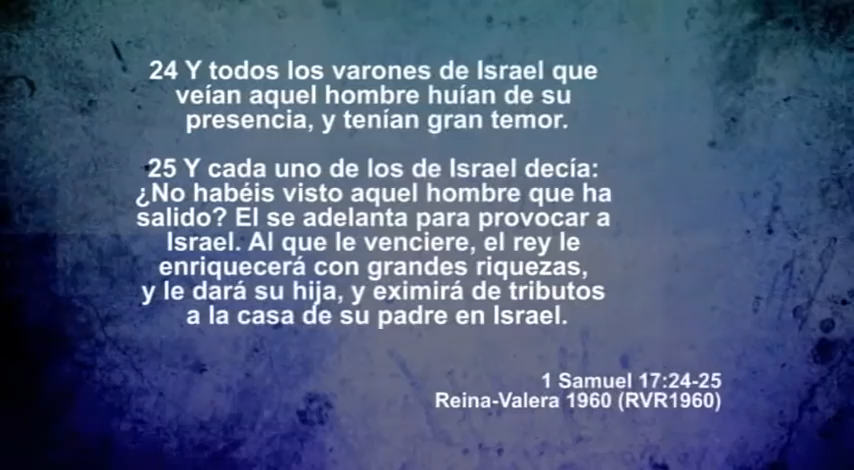 24 Y todos los varones de Israel que
veían aquel hombre huían de su
presencia, y tenían gran temor.
25 Y cada uno de los de Israel decía:
¿No habéis visto aquel hombre que ha
salido? El se adelanta para provocar a
Israel. Al que le venciere, el rey le
enriquecerá con grandes riquezas,
y le dará su hija, y eximirá de tributos
a la casa de su padre en Israel.
1 Samuel 17:24-25
Reina-Valera 1960 (RVR1960)